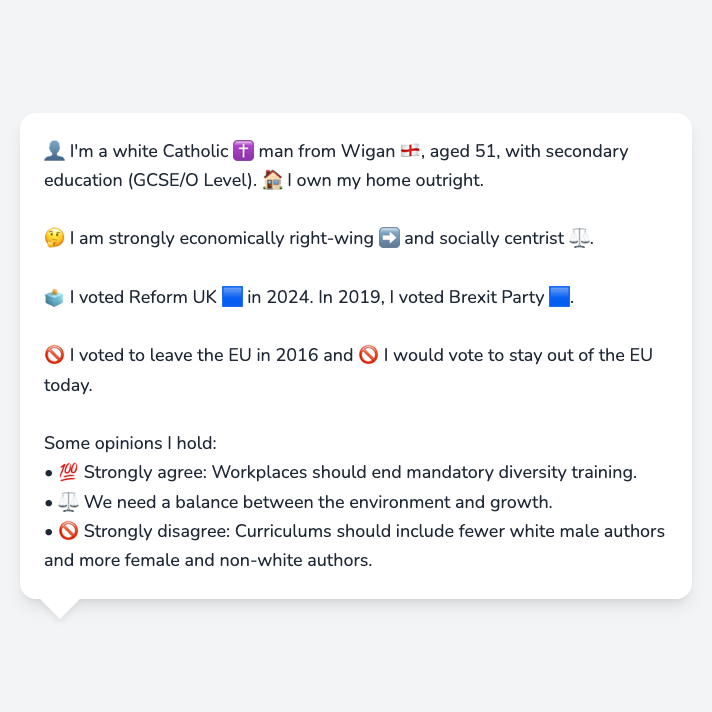 👤 I'm a white Catholic ✝️ man from Wigan 🏴󠁧󠁢󠁥󠁮󠁧󠁿, aged 51, with secondary
education (GCSE/O Level). 🏠 I own my home outright.
🤔 I am strongly economically right-wing ➡️ and socially centrist ⚖️.
🗳️ I voted Reform UK 🟦 in 2024. In 2019, I voted Brexit Party 🟦.
🚫 I voted to leave the EU in 2016 and 🚫 I would vote to stay out of the EU
today.
Some opinions I hold:
• 💯 Strongly agree: Workplaces should end mandatory diversity training.
• ⚖️ We need a balance between the environment and growth.
• 🚫 Strongly disagree: Curriculums should include fewer white male authors
and more female and non-white authors.